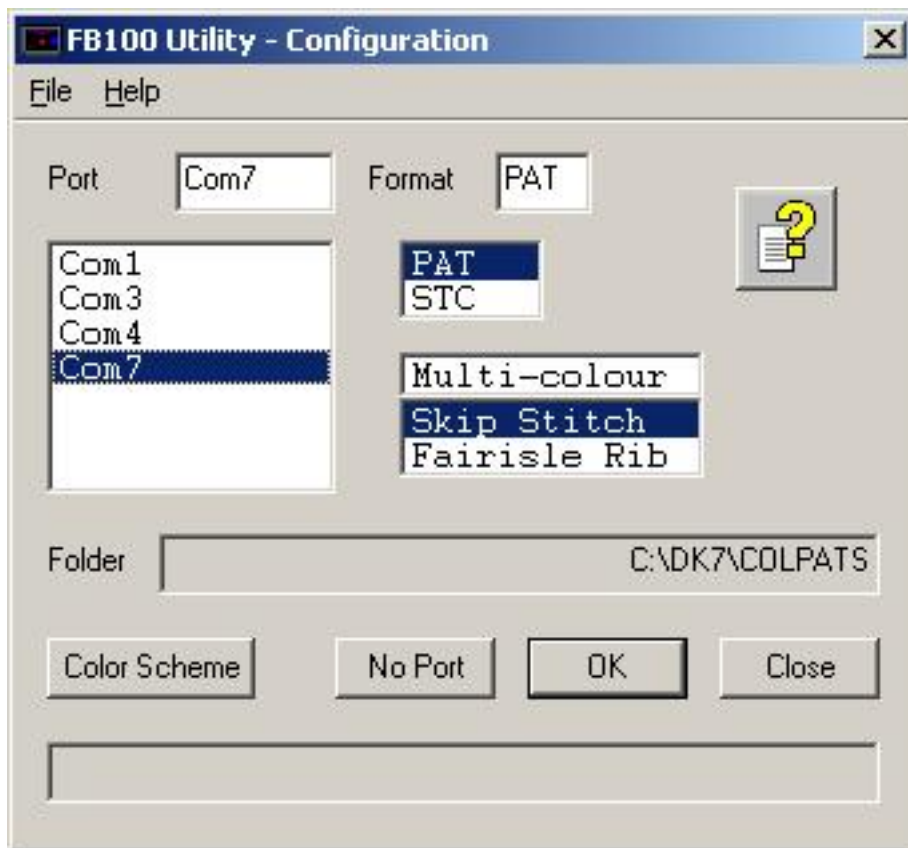 FB100 Utility - Configuration
File Help
Port Com7 Format PAT
Com1
Com3
Com4
Com7
PAT
STC
Multi-colour
Skip Stitch
Fairisle Rib
Folder C:\DK7\COLPATS
Color Scheme No Port OK Close